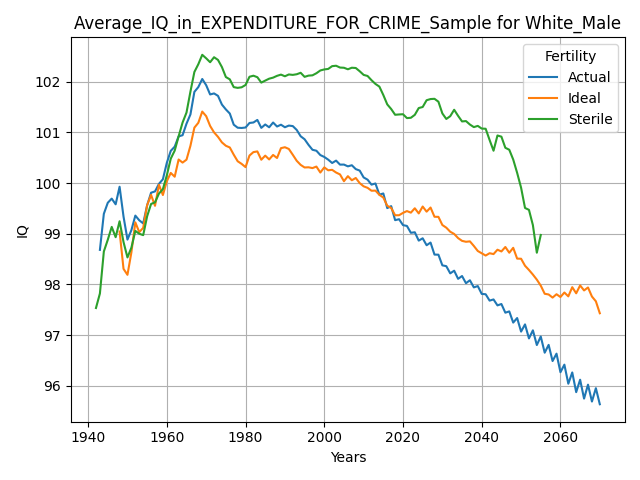 Average_IQ_in_EXPENDITURE_FOR_CRIME_Sample for White_Male
Fertility
Actual
Ideal
Sterile
IQ
102
101
100
99
98
97
96
1940
1960
1980
2000
2020
2040
2060
Years